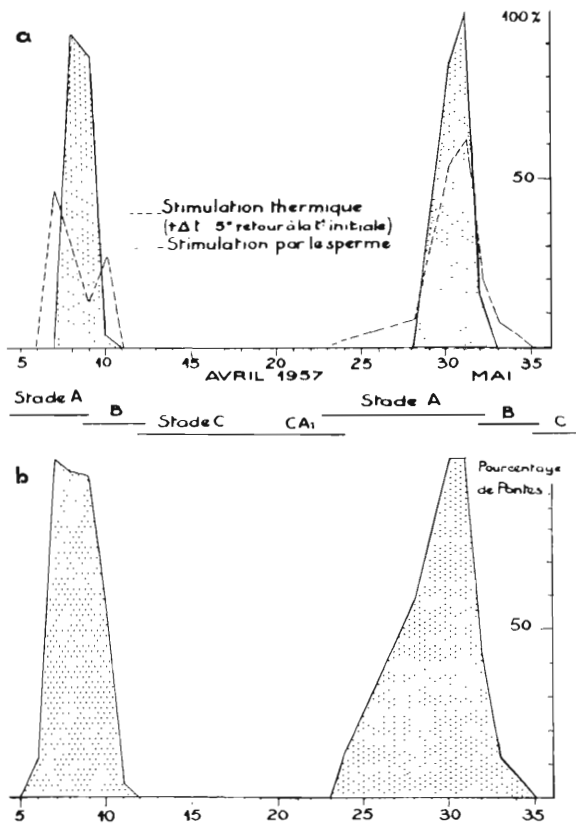 a
100%
50
Stimulation thermique
(+Δt 5° retour à la t° initiale)
Stimulation par le sperme
5 10 15 20 25 30 35
AVRIL 1957 MAI
Stade A B Stade C CA₁ Stade A B C
b
Pourcentage
de Pontes
50
5 10 15 20 25 30 35